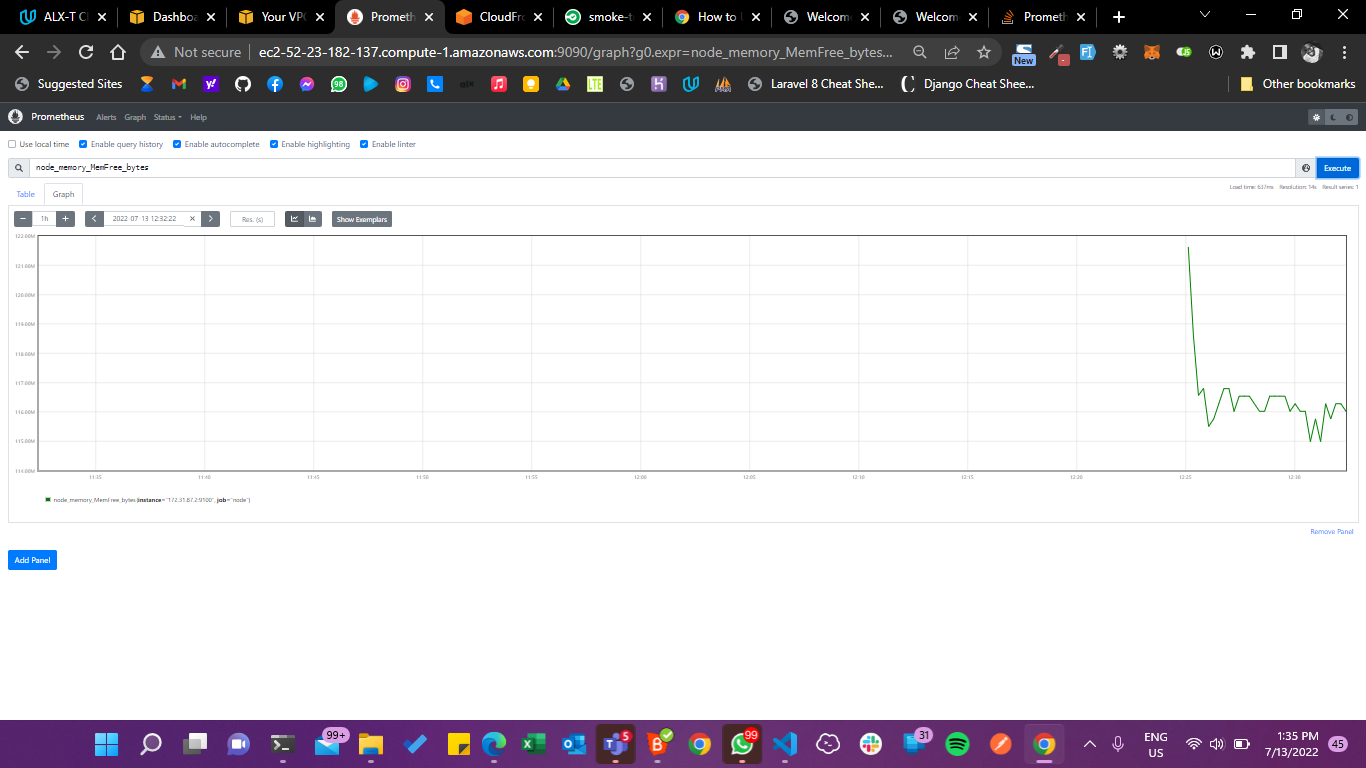 ALX-T Cl
Dashboa
Your VPC
Prometh
CloudFro
smoke-t
How to
Welcome
Welcom
Prometh
Not secure
ec2-52-23-182-137.compute-1.amazonaws.com:9090/graph?g0.expr=node_memory_MemFree_bytes...
New
Suggested Sites
98
LTE
Laravel 8 Cheat She...
Django Cheat Shee...
Other bookmarks
Prometheus Alerts Graph Status Help
Use local time Enable query history Enable autocomplete Enable highlighting Enable linter
node_memory_MemFree_bytes
Execute
Load time: 637ms Resolution: 14s Result series: 1
Table Graph
1h 2022-07-13 12:32:22 Res. (s) Show Exemplars
122.00M
121.00M
120.00M
119.00M
118.00M
117.00M
116.00M
115.00M
114.00M
11:35 11:40 11:45 11:50 11:55 12:00 12:05 12:10 12:15 12:20 12:25 12:30
node_memory_MemFree_bytes{instance="172.31.87.2:9100", job="node"}
Remove Panel
Add Panel
99+
5
99
31
ENG
US
1:35 PM
7/13/2022
45